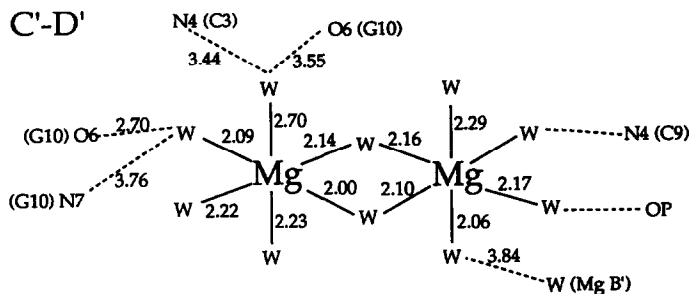 C'-D'
N4 (C3)
O6 (G10)
3.44 3.55
W W
(G10) O6 2.70 W 2.09 2.70 2.14 W 2.16 2.29 W N4 (C9)
Mg Mg
(G10) N7 3.76 2.00 2.10 2.17
W 2.22 2.23 W 2.06 W OP
W W 3.84
W (Mg B')